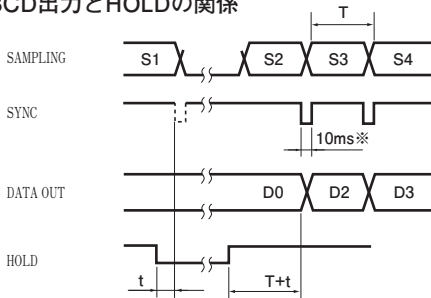 BCD出力とHOLDの関係
T
SAMPLING S1 S2 S3 S4
SYNC
10ms※
DATA OUT D0 D2 D3
HOLD
t T+t